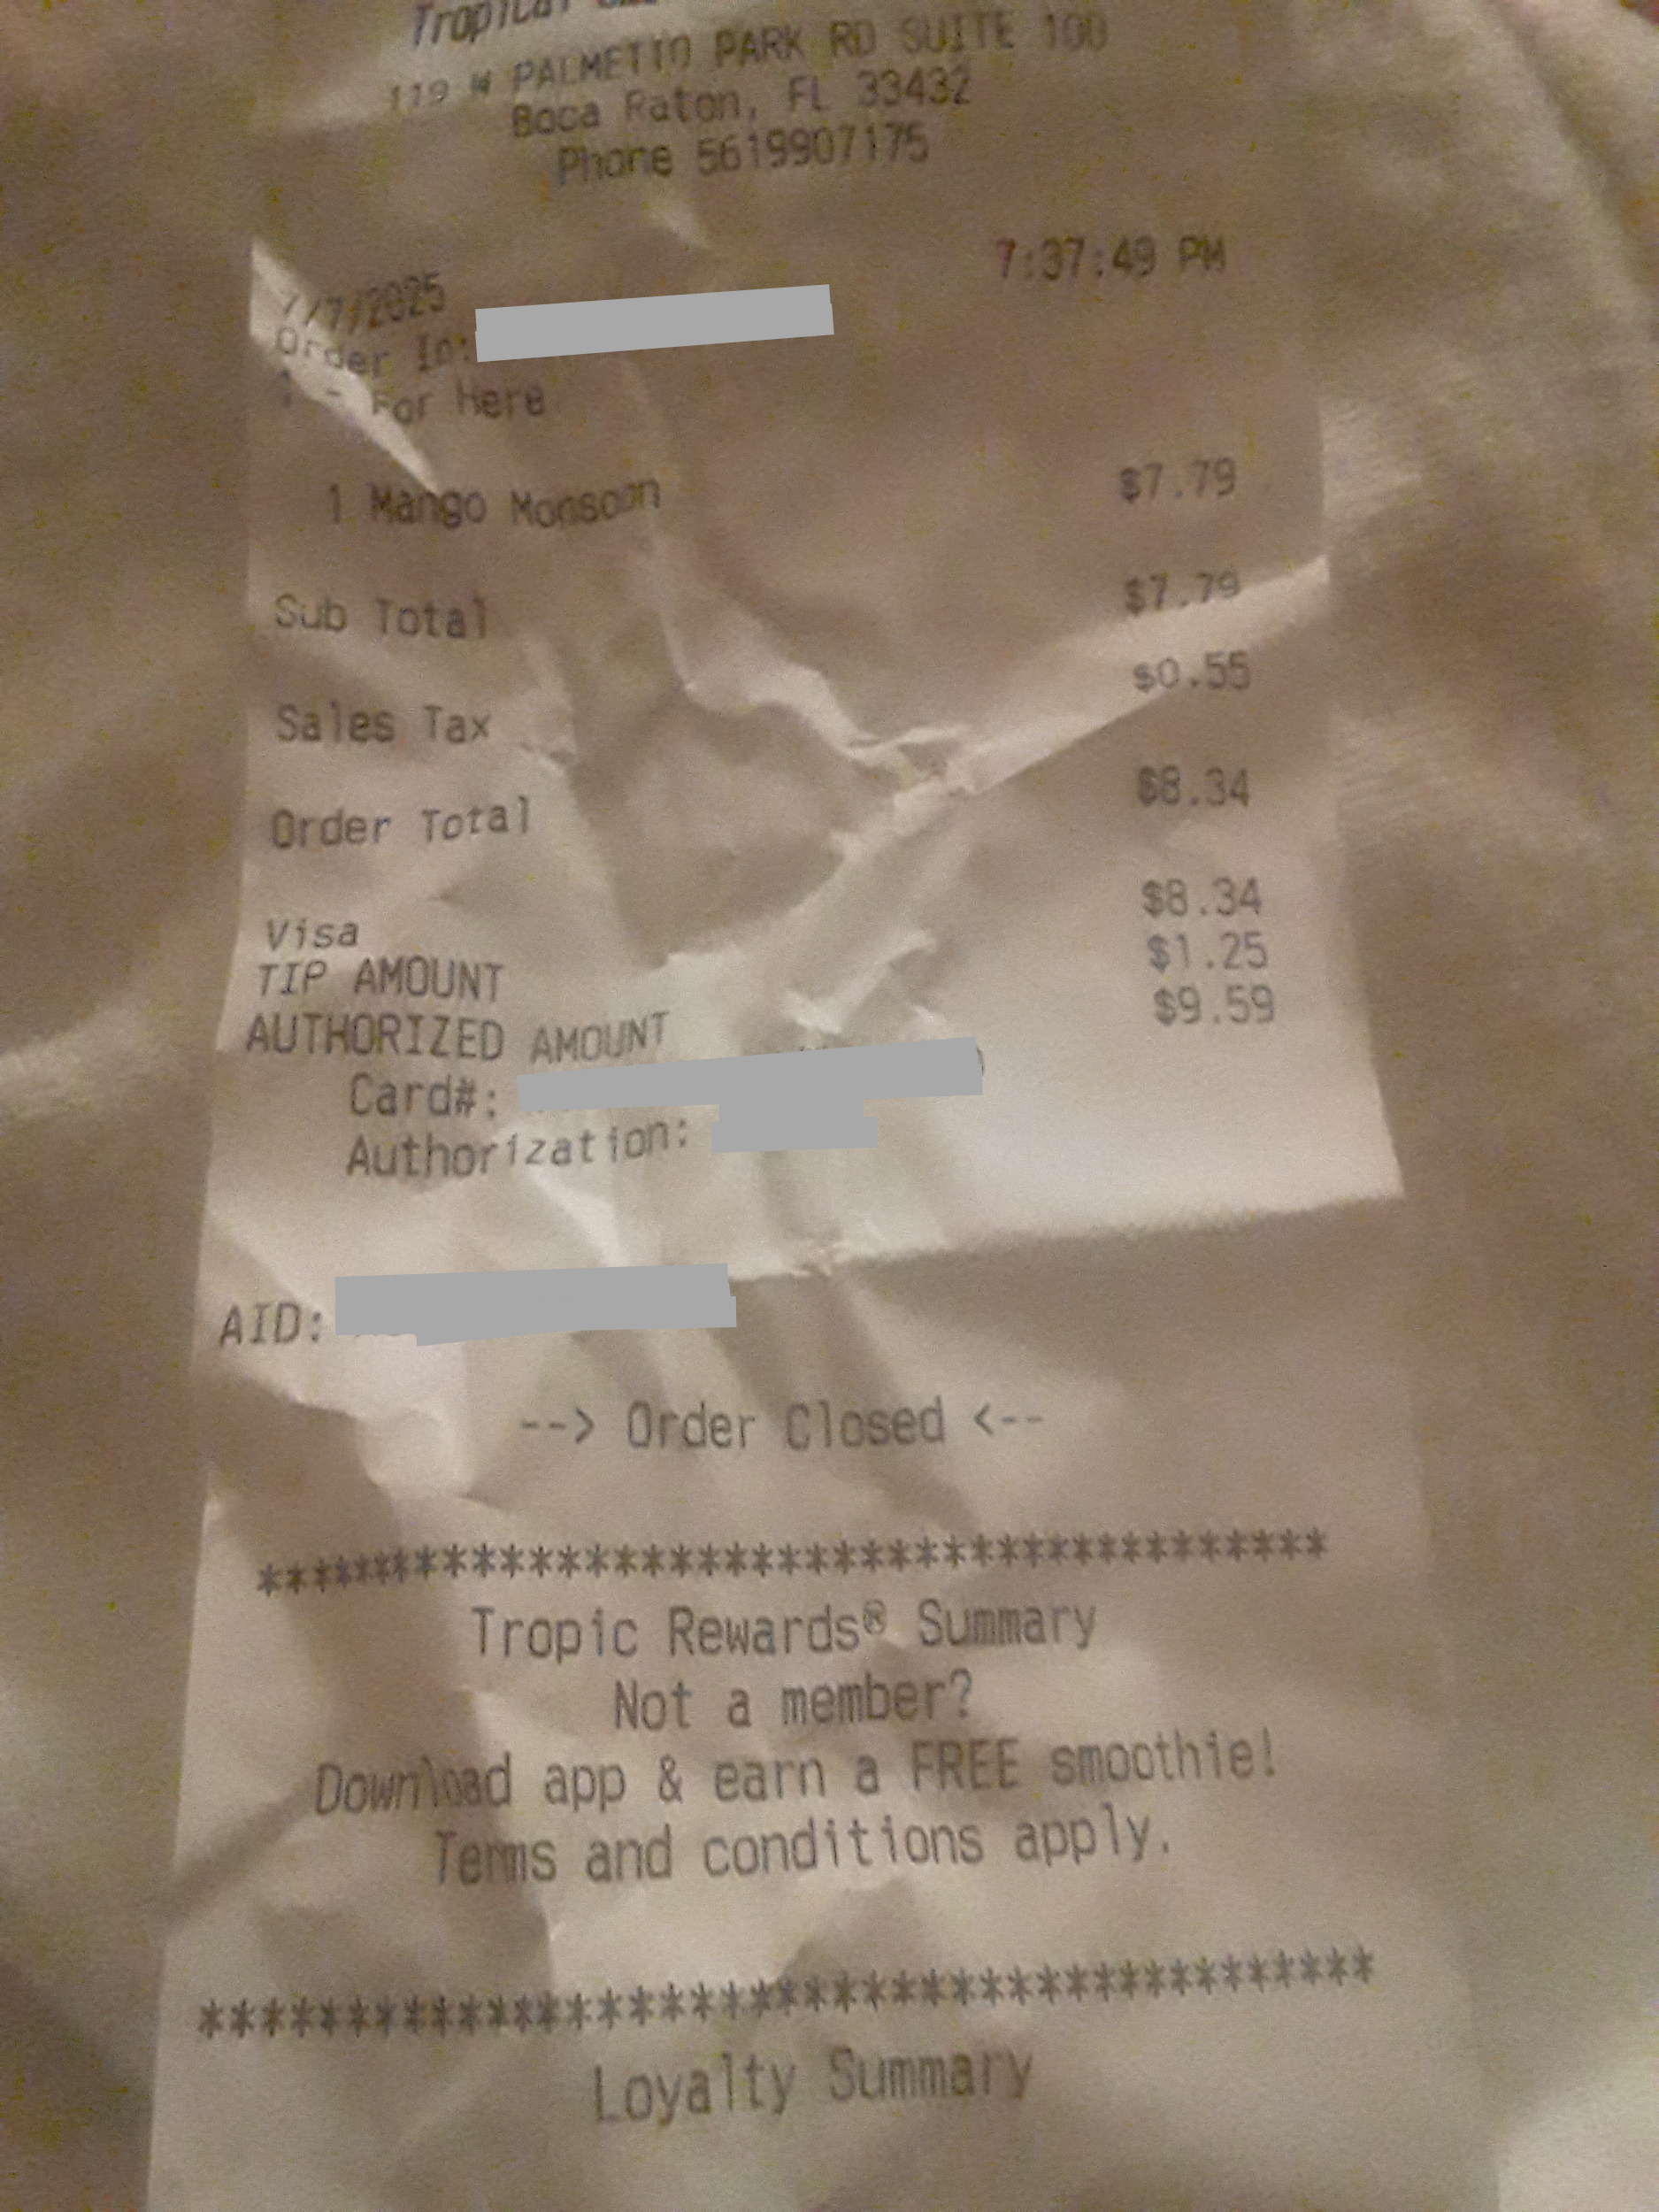 Tropical
119 W PALMETTO PARK RD SUITE 100
Boca Raton, FL 33432
Phone 5619907175
7/7/2025 7:37:49 PM
Order Id:
1 - For Here
1 Mango Monsoon $7.79
Sub Total $7.79
Sales Tax $0.55
Order Total $8.34
Visa $8.34
TIP AMOUNT $1.25
AUTHORIZED AMOUNT $9.59
Card#:
Authorization:
AID:
--> Order Closed <--
***************************************
Tropic Rewards® Summary
Not a member?
Download app & earn a FREE smoothie!
Terms and conditions apply.
***************************************
Loyalty Summary